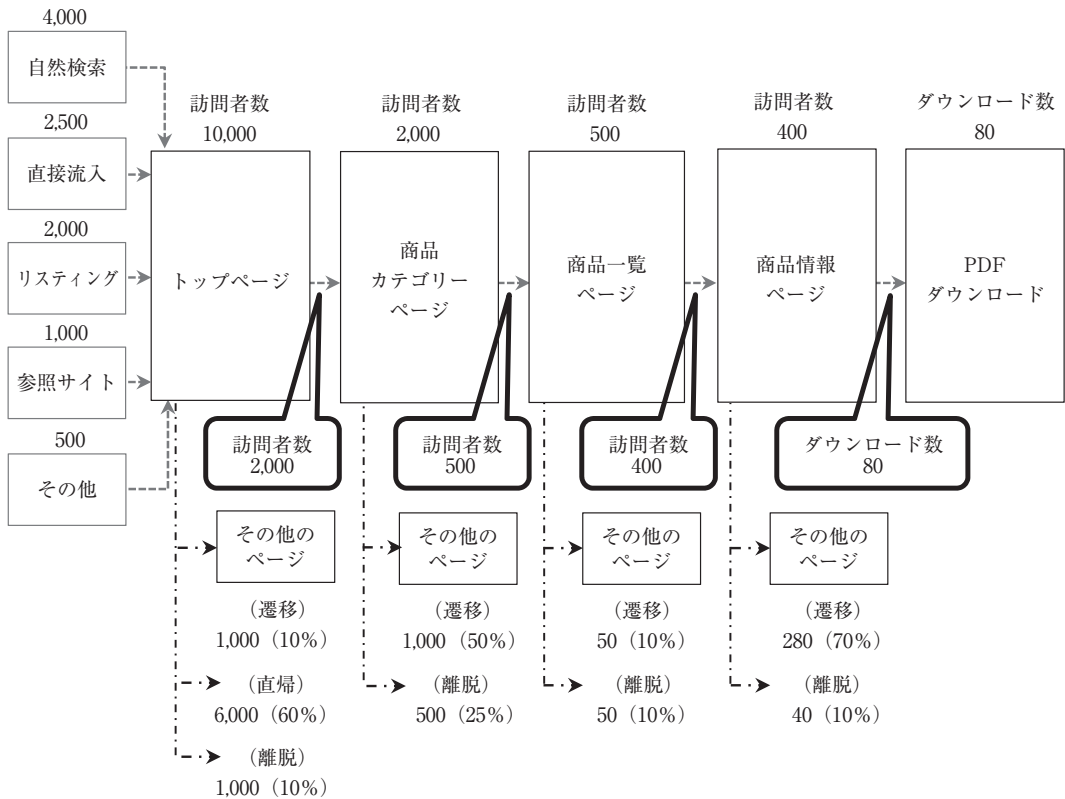 4,000
自然検索
2,500
直接流入
2,000
リスティング
1,000
参照サイト
500
その他
訪問者数
10,000
トップページ
訪問者数
2,000
商品
カテゴリー
ページ
訪問者数
500
商品一覧
ページ
訪問者数
400
商品情報
ページ
ダウンロード数
80
PDF
ダウンロード
訪問者数
2,000
訪問者数
500
訪問者数
400
ダウンロード数
80
その他の
ページ
(遷移)
1,000(10%)
(直帰)
6,000(60%)
(離脱)
1,000(10%)
その他の
ページ
(遷移)
1,000(50%)
(離脱)
500(25%)
その他の
ページ
(遷移)
50(10%)
(離脱)
50(10%)
その他の
ページ
(遷移)
280(70%)
(離脱)
40(10%)